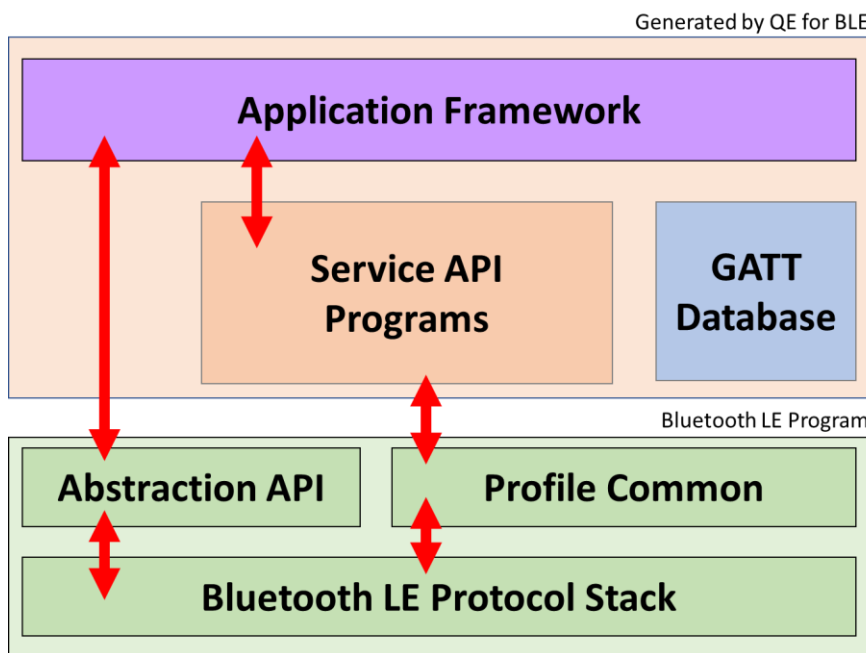 Generated by QE for BLE
Application Framework
Service API
Programs
GATT
Database
Bluetooth LE Program
Abstraction API
Profile Common
Bluetooth LE Protocol Stack